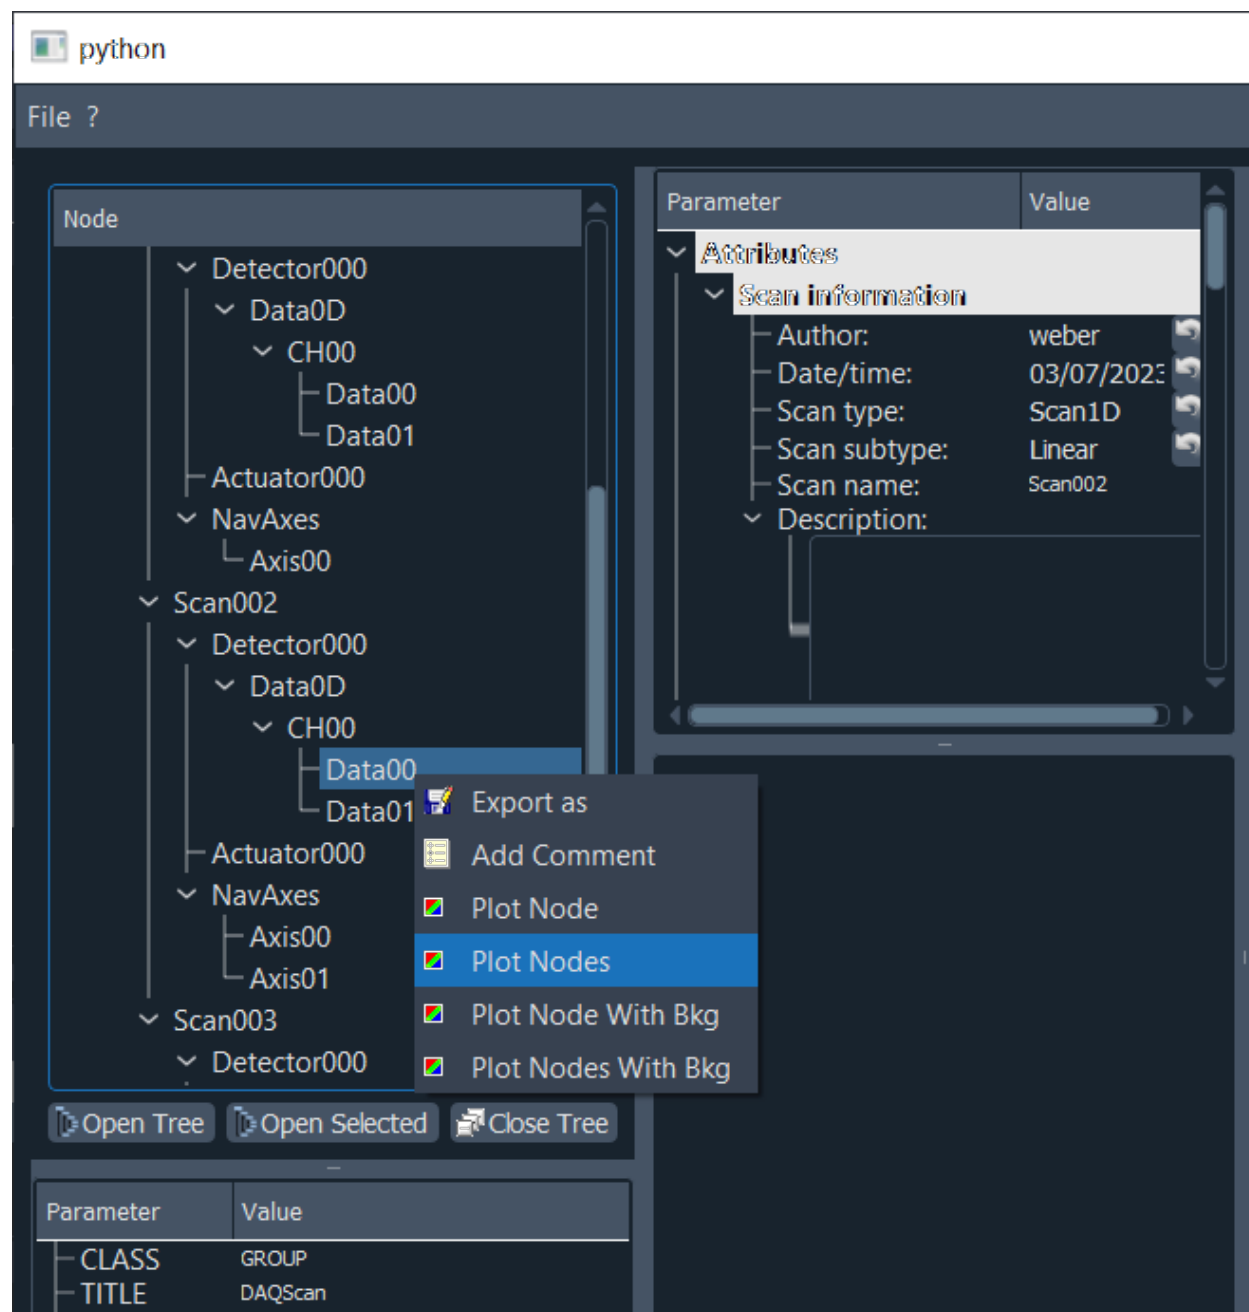 python
File ?
Node
Detector000
Data0D
CH00
Data00
Data01
Actuator000
NavAxes
Axis00
Scan002
Detector000
Data0D
CH00
Data00
Data01
Actuator000
NavAxes
Axis00
Axis01
Scan003
Detector000
Export as
Add Comment
Plot Node
Plot Nodes
Plot Node With Bkg
Plot Nodes With Bkg
Open Tree Open Selected Close Tree
Parameter Value
CLASS GROUP
TITLE DAQScan
Parameter Value
Attributes
Scan information
Author: weber
Date/time: 03/07/2023
Scan type: Scan1D
Scan subtype: Linear
Scan name: Scan002
Description: